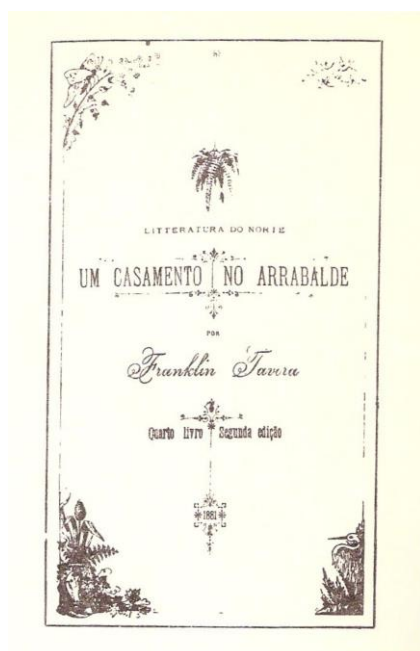 LITTERATURA DO NORTE
UM CASAMENTO NO ARRABALDE
POR
Franklin Tavora
Quarto livro Segunda edição
1881